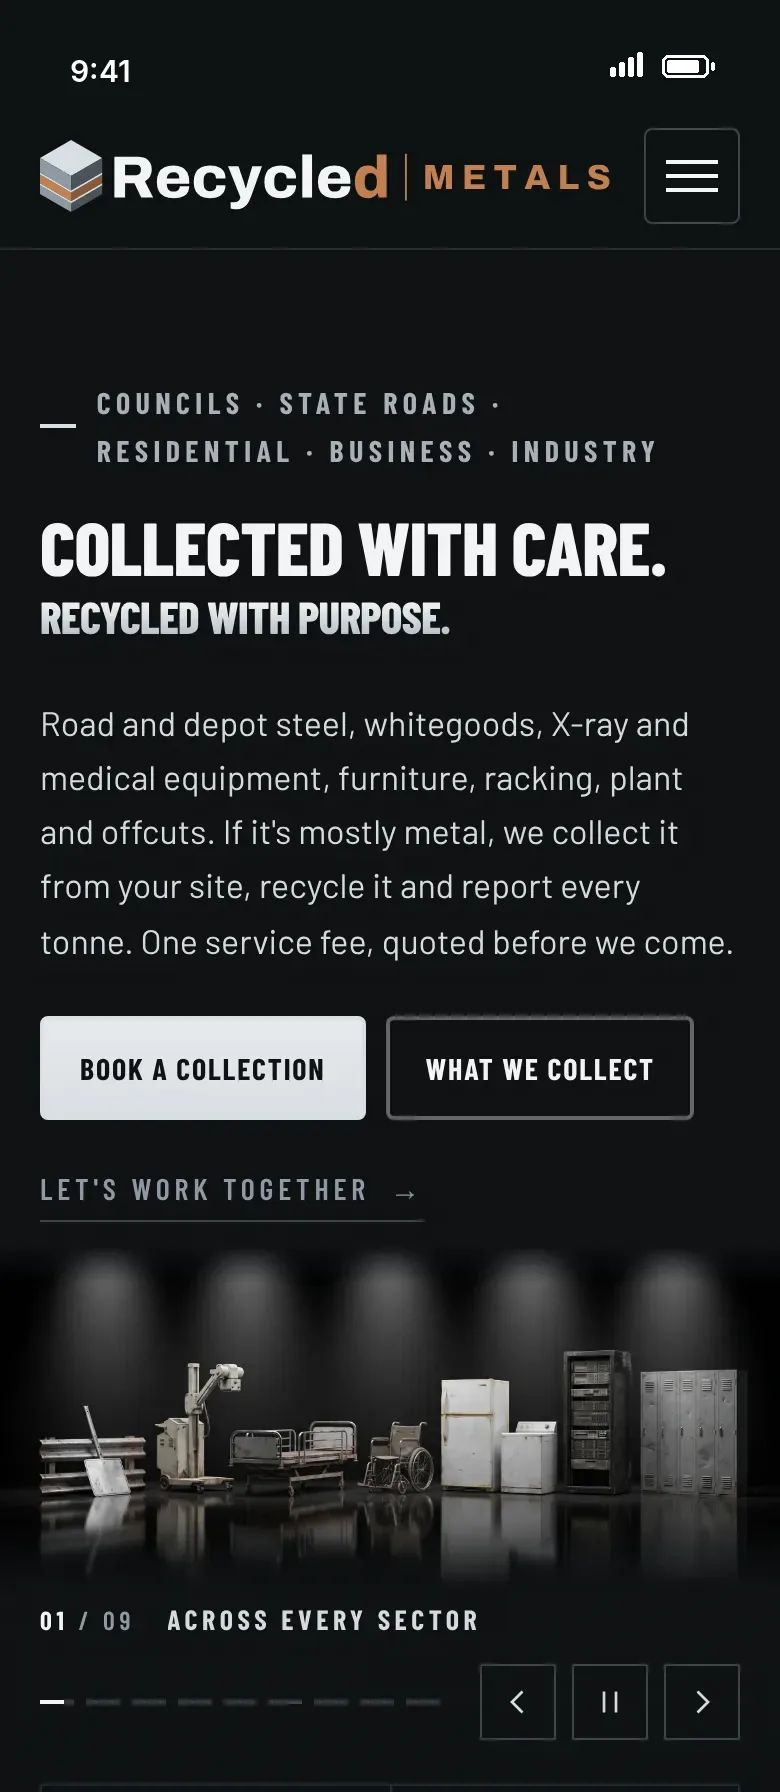 9:41
Recycled | METALS
COUNCILS · STATE ROADS ·
RESIDENTIAL · BUSINESS · INDUSTRY
COLLECTED WITH CARE.
RECYCLED WITH PURPOSE.
Road and depot steel, whitegoods, X-ray and
medical equipment, furniture, racking, plant
and offcuts. If it's mostly metal, we collect it
from your site, recycle it and report every
tonne. One service fee, quoted before we come.
BOOK A COLLECTION
WHAT WE COLLECT
LET'S WORK TOGETHER →
01 / 09 ACROSS EVERY SECTOR